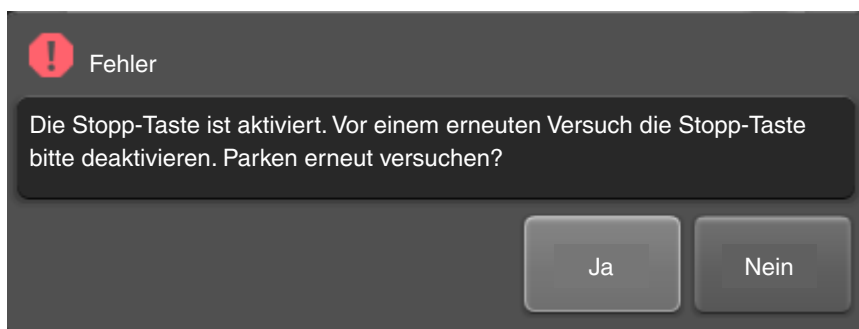 Fehler
Die Stopp-Taste ist aktiviert. Vor einem erneuten Versuch die Stopp-Taste
bitte deaktivieren. Parken erneut versuchen?
Ja
Nein